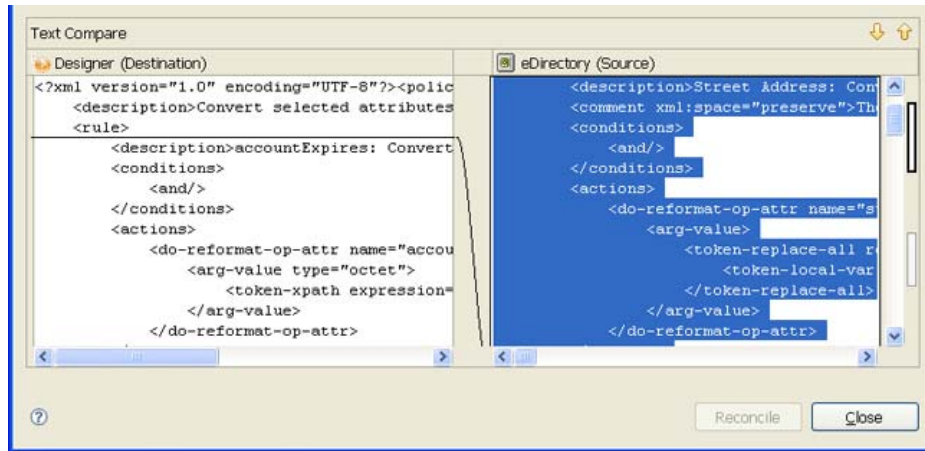 Text Compare
Designer (Destination)
<?xml version="1.0" encoding="UTF-8"?><polic
<description>Convert selected attributes
<rule>
<description>accountExpires: Convert
<conditions>
<and/>
</conditions>
<actions>
<do-reformat-op-attr name="accou
<arg-value type="octet">
<token-xpath expression=
</arg-value>
</do-reformat-op-attr>
eDirectory (Source)
<description>Street Address: Con
<comment xml:space="preserve">Th
<conditions>
<and/>
</conditions>
<actions>
<do-reformat-op-attr name="s
<arg-value>
<token-replace-all r
<token-local-var
</token-replace-all>
</arg-value>
</do-reformat-op-attr>
Reconcile
Close